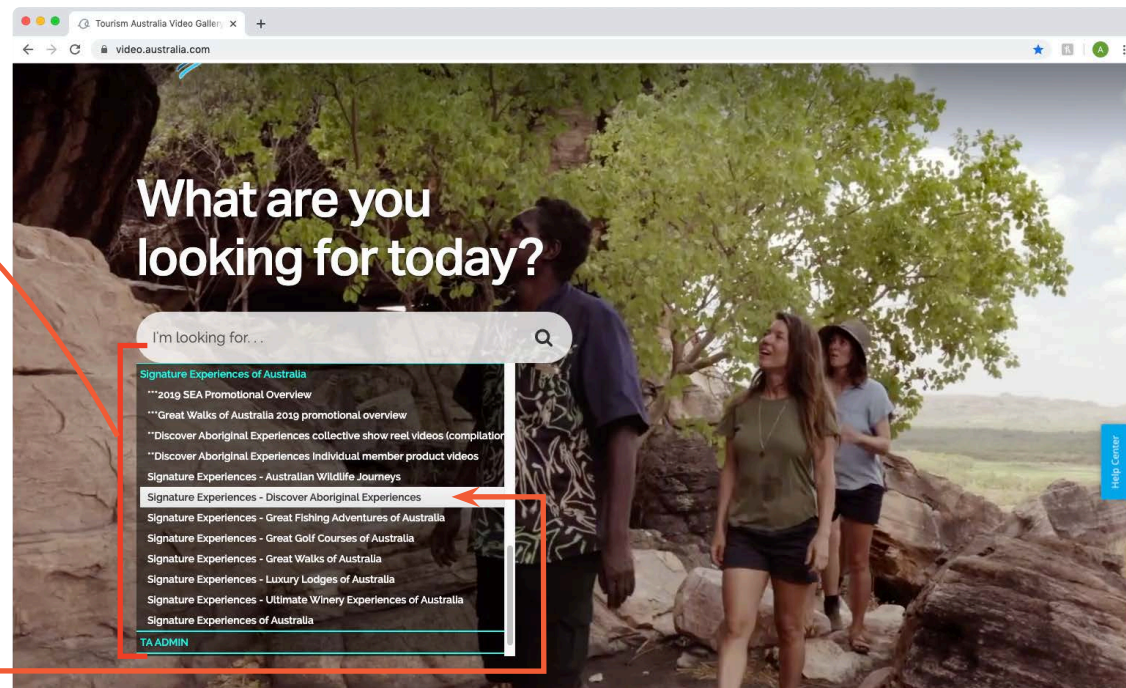 Tourism Australia Video Gallery
video.australia.com
A
What are you
looking for today?
I'm looking for. . .
Signature Experiences of Australia
***2019 SEA Promotional Overview
***Great Walks of Australia 2019 promotional overview
**Discover Aboriginal Experiences collective show reel videos (compilation
**Discover Aboriginal Experiences Individual member product videos
Signature Experiences - Australian Wildlife Journeys
Signature Experiences - Discover Aboriginal Experiences
Signature Experiences - Great Fishing Adventures of Australia
Signature Experiences - Great Golf Courses of Australia
Signature Experiences - Great Walks of Australia
Signature Experiences - Luxury Lodges of Australia
Signature Experiences - Ultimate Winery Experiences of Australia
Signature Experiences of Australia
TA ADMIN
Help Center